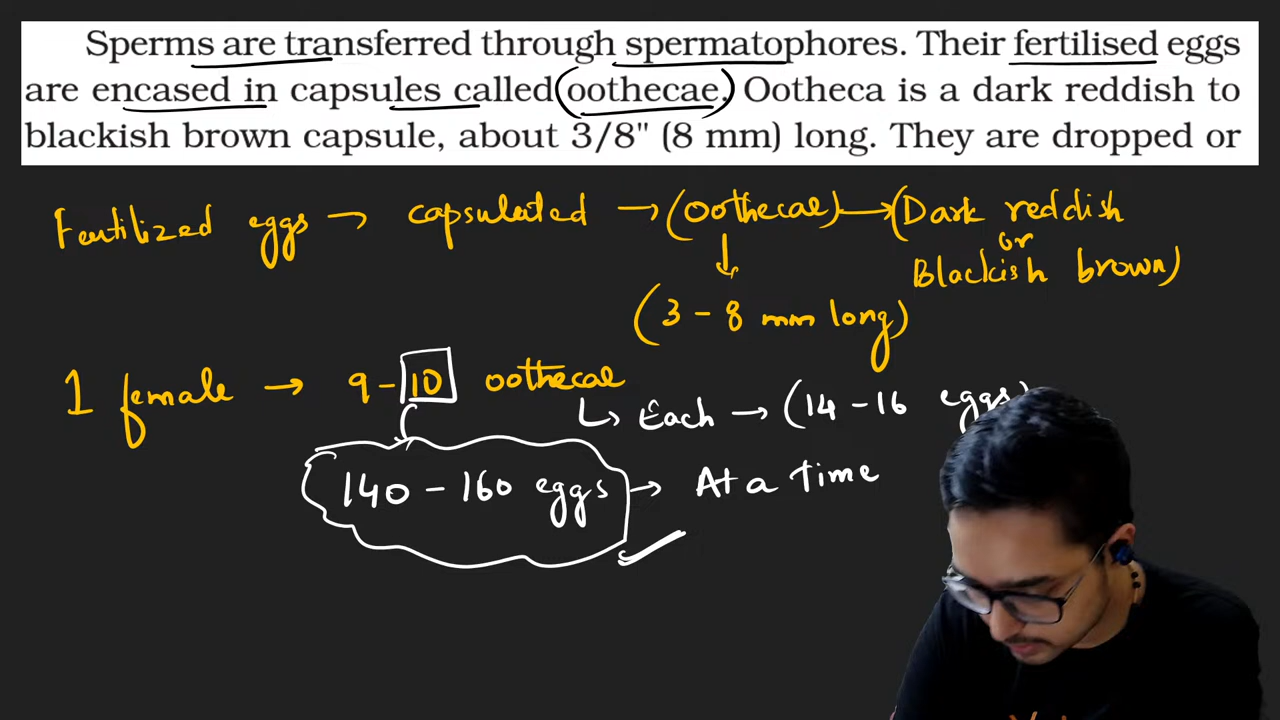 Sperms are transferred through spermatophores. Their fertilised eggs
are encased in capsules called oothecae. Ootheca is a dark reddish to
blackish brown capsule, about 3/8" (8 mm) long. They are dropped or
Fertilized eggs → capsulated → (Oothecae) → (Dark reddish
or
Blackish brown)
↓
(3 - 8 mm long)
1 female → 9 - 10 oothecae
↳ Each → (14 - 16 eggs)
140 - 160 eggs → At a time